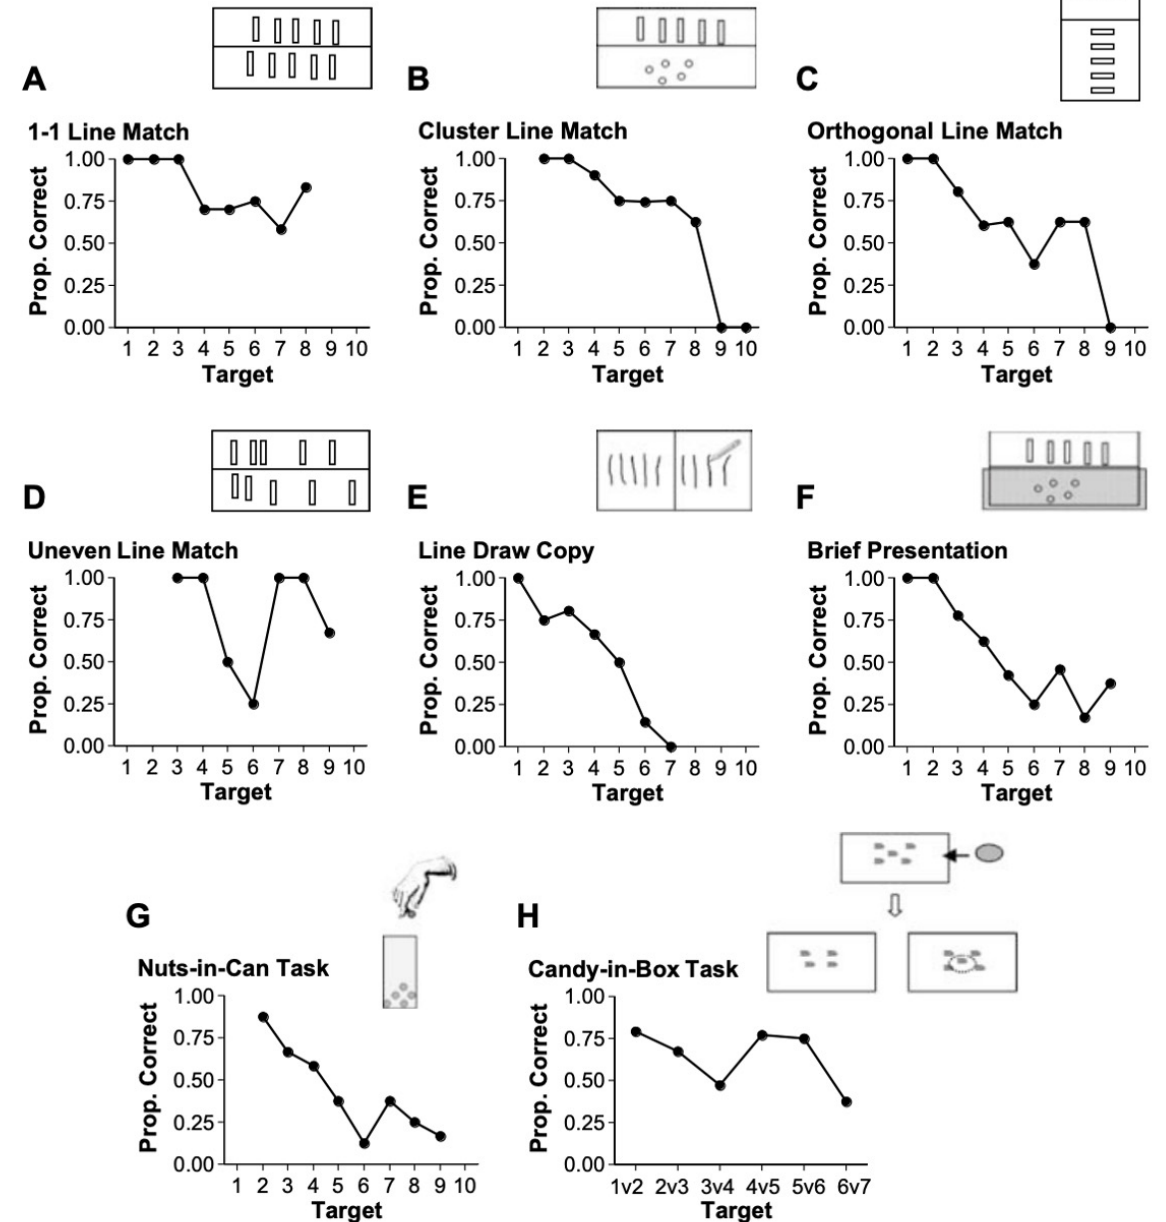 A
1-1 Line Match
Prop. Correct
1.00
0.75
0.50
0.25
0.00
1 2 3 4 5 6 7 8 9 10
Target
B
Cluster Line Match
Prop. Correct
1.00
0.75
0.50
0.25
0.00
1 2 3 4 5 6 7 8 9 10
Target
C
Orthogonal Line Match
Prop. Correct
1.00
0.75
0.50
0.25
0.00
1 2 3 4 5 6 7 8 9 10
Target
D
Uneven Line Match
Prop. Correct
1.00
0.75
0.50
0.25
0.00
1 2 3 4 5 6 7 8 9 10
Target
E
Line Draw Copy
Prop. Correct
1.00
0.75
0.50
0.25
0.00
1 2 3 4 5 6 7 8 9 10
Target
F
Brief Presentation
Prop. Correct
1.00
0.75
0.50
0.25
0.00
1 2 3 4 5 6 7 8 9 10
Target
G
Nuts-in-Can Task
Prop. Correct
1.00
0.75
0.50
0.25
0.00
1 2 3 4 5 6 7 8 9 10
Target
H
Candy-in-Box Task
Prop. Correct
1.00
0.75
0.50
0.25
0.00
1v2 2v3 3v4 4v5 5v6 6v7
Target